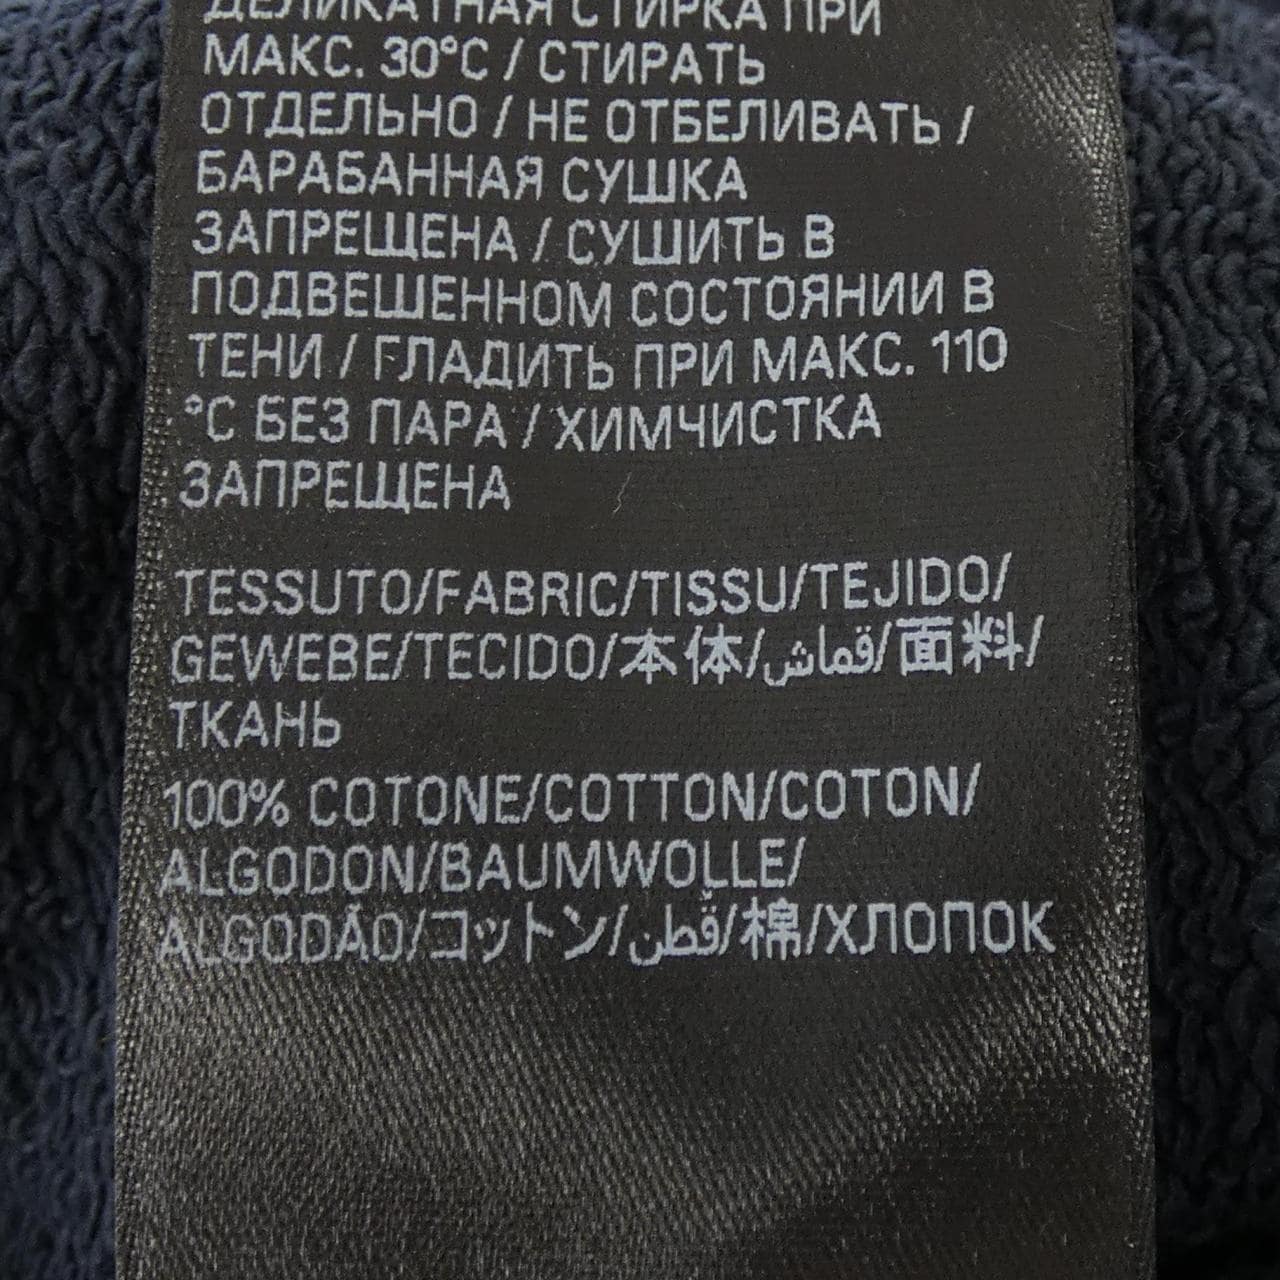 ДЕЛИКАТНАЯ СТИРКА ПРИ
МАКС. 30°C / СТИРАТЬ
ОТДЕЛЬНО / НЕ ОТБЕЛИВАТЬ /
БАРАБАННАЯ СУШКА
ЗАПРЕЩЕНА / СУШИТЬ В
ПОДВЕШЕННОМ СОСТОЯНИИ В
ТЕНИ / ГЛАДИТЬ ПРИ МАКС. 110
°C БЕЗ ПАРА / ХИМЧИСТКА
ЗАПРЕЩЕНА
TESSUTO/FABRIC/TISSU/TEJIDO/
GEWEBE/TECIDO/本体/قماش/面料/
ТКАНЬ
100% COTONE/COTTON/COTON/
ALGODON/BAUMWOLLE/
ALGODÃO/コットン/قطن/棉/ХЛОПОК